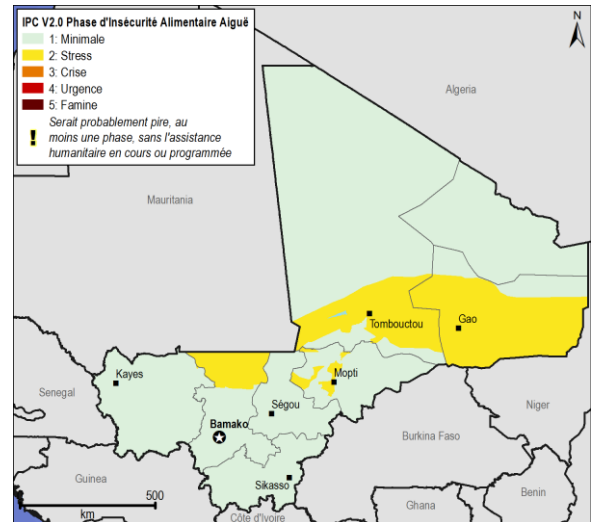 IPC V2.0 Phase d'Insécurité Alimentaire Aiguë
1: Minimale
2: Stress
3: Crise
4: Urgence
5: Famine
! Serait probablement pire, au
moins une phase, sans l'assistance
humanitaire en cours ou programmée
N
Algeria
Mauritania
Tombouctou
Gao
Kayes
Mopti
Senegal
Ségou
Niger
Bamako
Burkina Faso
Sikasso
Guinea
Benin
500
km
Ghana
Côte d'Ivoire